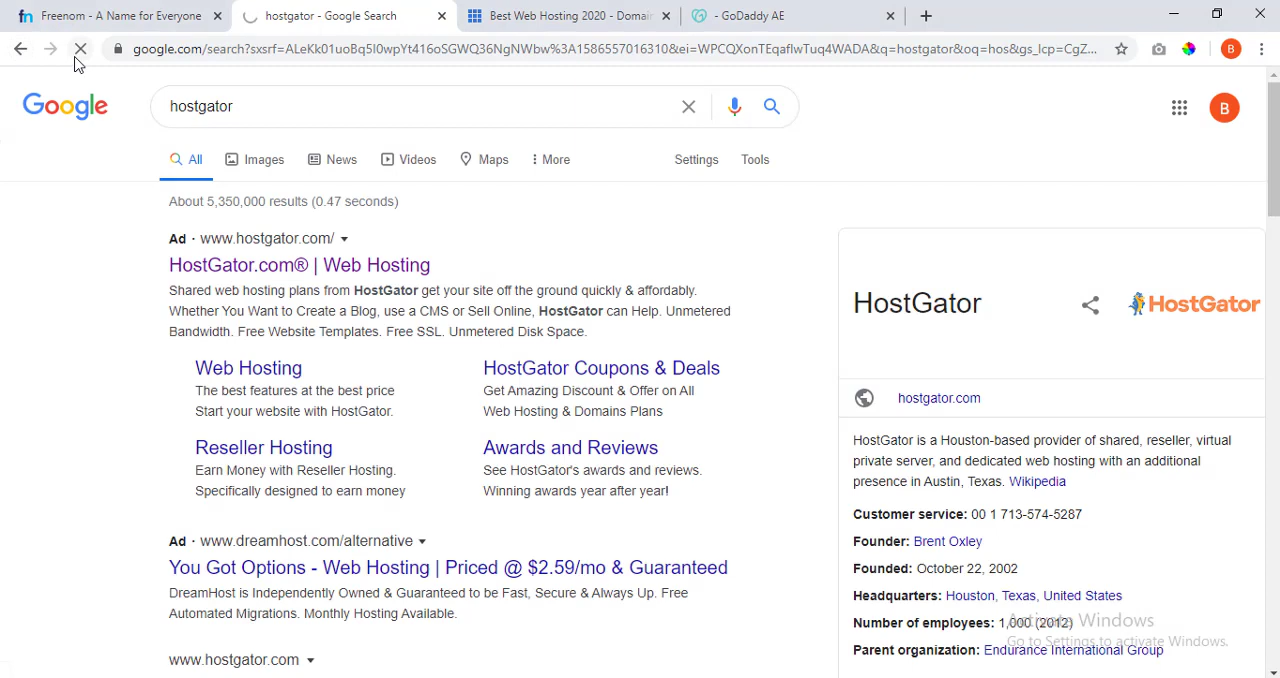 Freenom - A Name for Everyone
hostgator - Google Search
Best Web Hosting 2020 - Domain
- GoDaddy AE
google.com/search?sxsrf=ALeKk01uoBq5I0wpYt416oSGWQ36NgNWbw%3A1586557016310&ei=WPCQXonTEqaflwTuq4WADA&q=hostgator&oq=hos&gs_lcp=CgZ...
B
Google
hostgator
B
All
Images
News
Videos
Maps
More
Settings
Tools
About 5,350,000 results (0.47 seconds)
Ad · www.hostgator.com/
HostGator.com® | Web Hosting
Shared web hosting plans from HostGator get your site off the ground quickly & affordably.
Whether You Want to Create a Blog, use a CMS or Sell Online, HostGator can Help. Unmetered
Bandwidth. Free Website Templates. Free SSL. Unmetered Disk Space.
Web Hosting
The best features at the best price
Start your website with HostGator.
HostGator Coupons & Deals
Get Amazing Discount & Offer on All
Web Hosting & Domains Plans
Reseller Hosting
Earn Money with Reseller Hosting.
Specifically designed to earn money
Awards and Reviews
See HostGator's awards and reviews.
Winning awards year after year!
Ad · www.dreamhost.com/alternative
You Got Options - Web Hosting | Priced @ $2.59/mo & Guaranteed
DreamHost is Independently Owned & Guaranteed to be Fast, Secure & Always Up. Free
Automated Migrations. Monthly Hosting Available.
www.hostgator.com
HostGator
HostGator
hostgator.com
HostGator is a Houston-based provider of shared, reseller, virtual
private server, and dedicated web hosting with an additional
presence in Austin, Texas. Wikipedia
Customer service: 00 1 713-574-5287
Founder: Brent Oxley
Founded: October 22, 2002
Headquarters: Houston, Texas, United States
Number of employees: 1,000 (2012)
Parent organization: Endurance International Group
Activate Windows
Go to Settings to activate Windows.